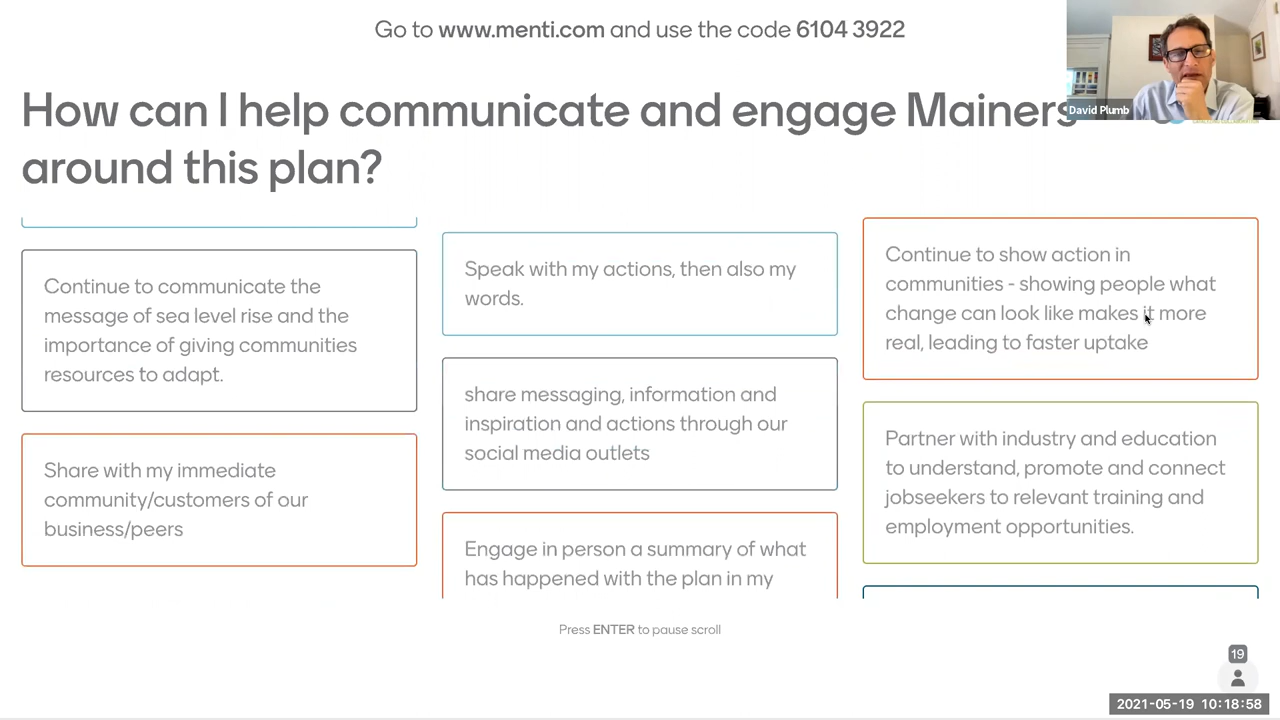 Go to www.menti.com and use the code 6104 3922
David Plumb
How can I help communicate and engage Mainers
around this plan?
Continue to communicate the
message of sea level rise and the
importance of giving communities
resources to adapt.
Share with my immediate
community/customers of our
business/peers
Speak with my actions, then also my
words.
share messaging, information and
inspiration and actions through our
social media outlets
Engage in person a summary of what
has happened with the plan in my
Continue to show action in
communities - showing people what
change can look like makes it more
real, leading to faster uptake
Partner with industry and education
to understand, promote and connect
jobseekers to relevant training and
employment opportunities.
Press ENTER to pause scroll
19
2021-05-19 10:18:58